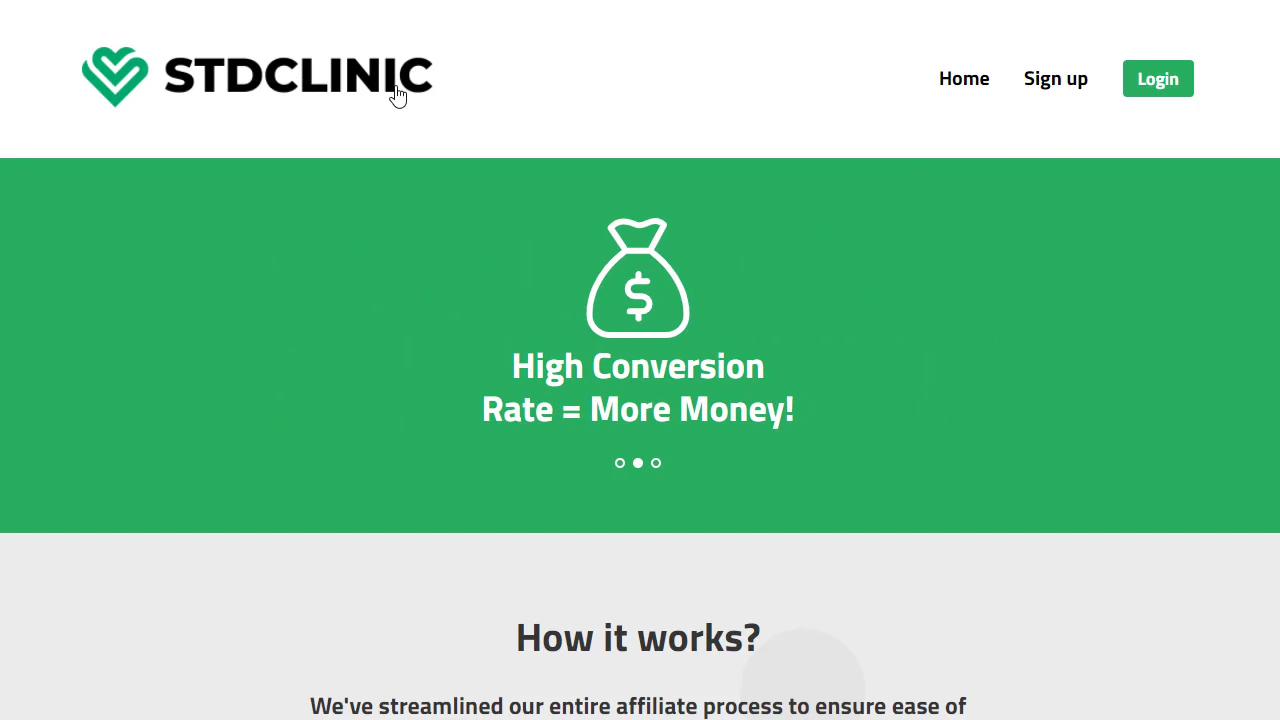 STDCLINIC
Home
Sign up
Login
$
High Conversion
Rate = More Money!
How it works?
We've streamlined our entire affiliate process to ensure ease of